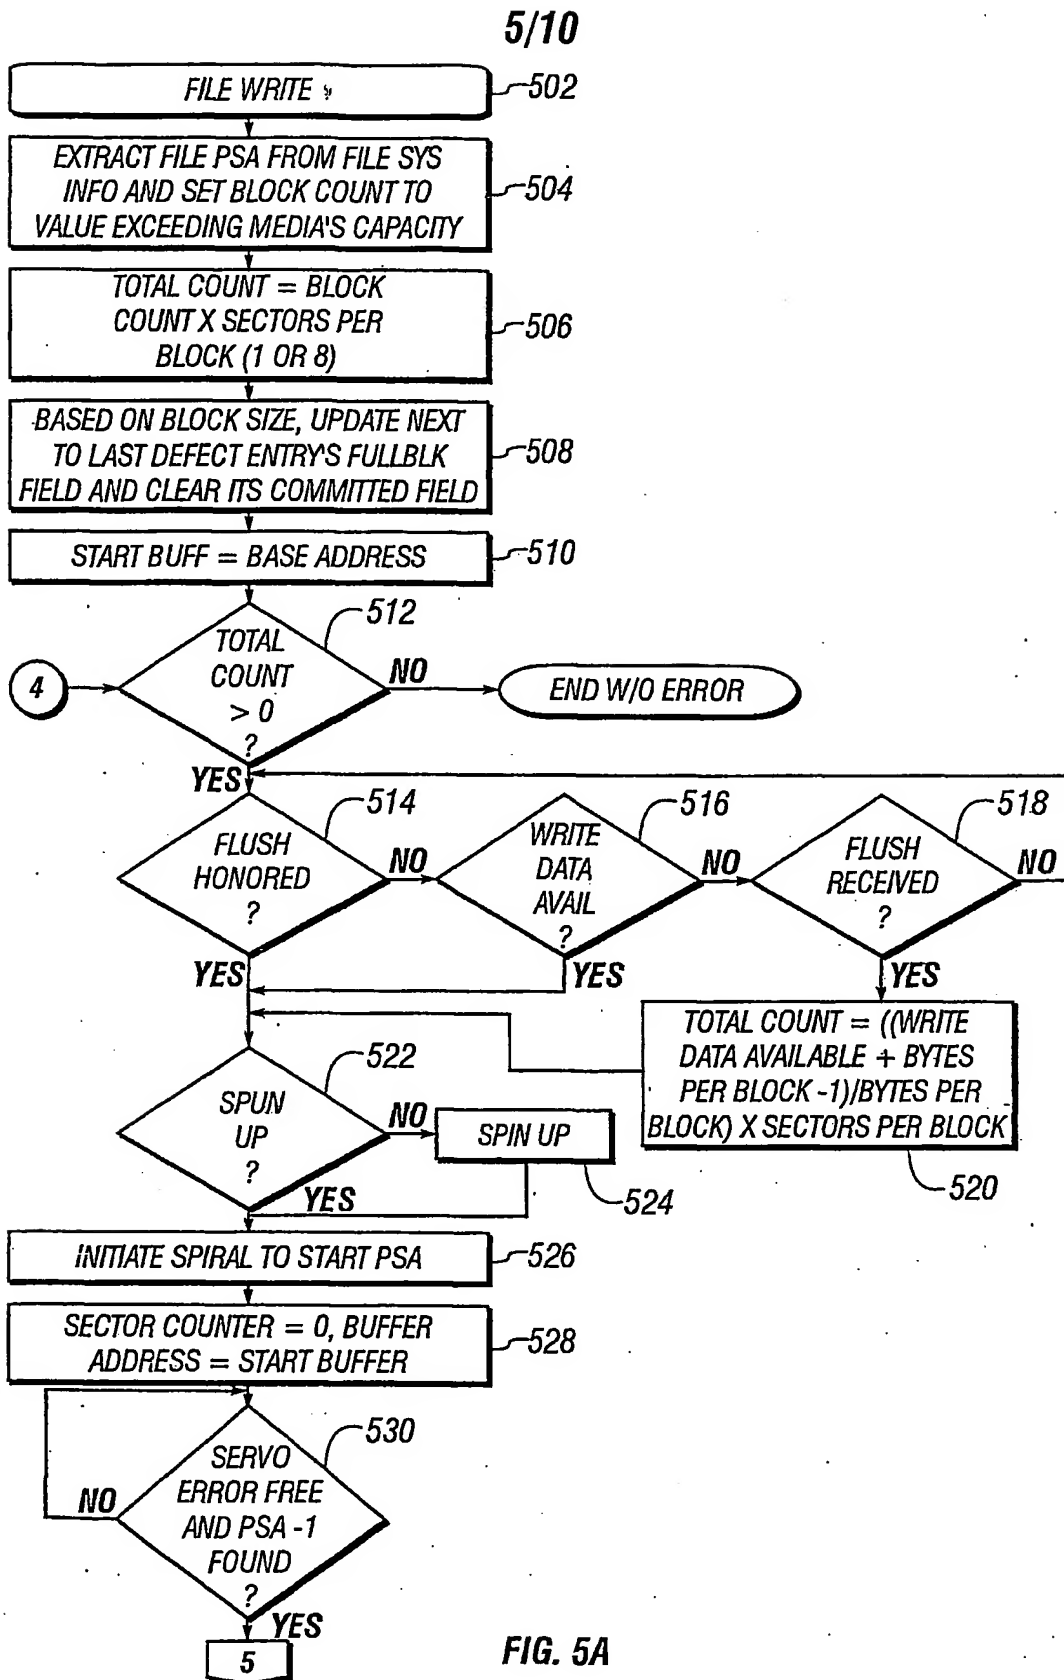 5/10
FILE WRITE
502
EXTRACT FILE PSA FROM FILE SYS
INFO AND SET BLOCK COUNT TO
VALUE EXCEEDING MEDIA'S CAPACITY
504
TOTAL COUNT = BLOCK
COUNT X SECTORS PER
BLOCK (1 OR 8)
506
BASED ON BLOCK SIZE, UPDATE NEXT
TO LAST DEFECT ENTRY'S FULLBLK
FIELD AND CLEAR ITS COMMITTED FIELD
508
START BUFF = BASE ADDRESS
510
512
TOTAL
COUNT
> 0
?
4
NO
END W/O ERROR
YES
514
FLUSH
HONORED
?
NO
YES
516
WRITE
DATA
AVAIL
?
NO
YES
518
FLUSH
RECEIVED
?
NO
YES
TOTAL COUNT = ((WRITE
DATA AVAILABLE + BYTES
PER BLOCK -1)/BYTES PER
BLOCK) X SECTORS PER BLOCK
520
522
SPUN
UP
?
NO
SPIN UP
524
YES
INITIATE SPIRAL TO START PSA
526
SECTOR COUNTER = 0, BUFFER
ADDRESS = START BUFFER
528
530
SERVO
ERROR FREE
AND PSA -1
FOUND
?
NO
YES
5
FIG. 5A